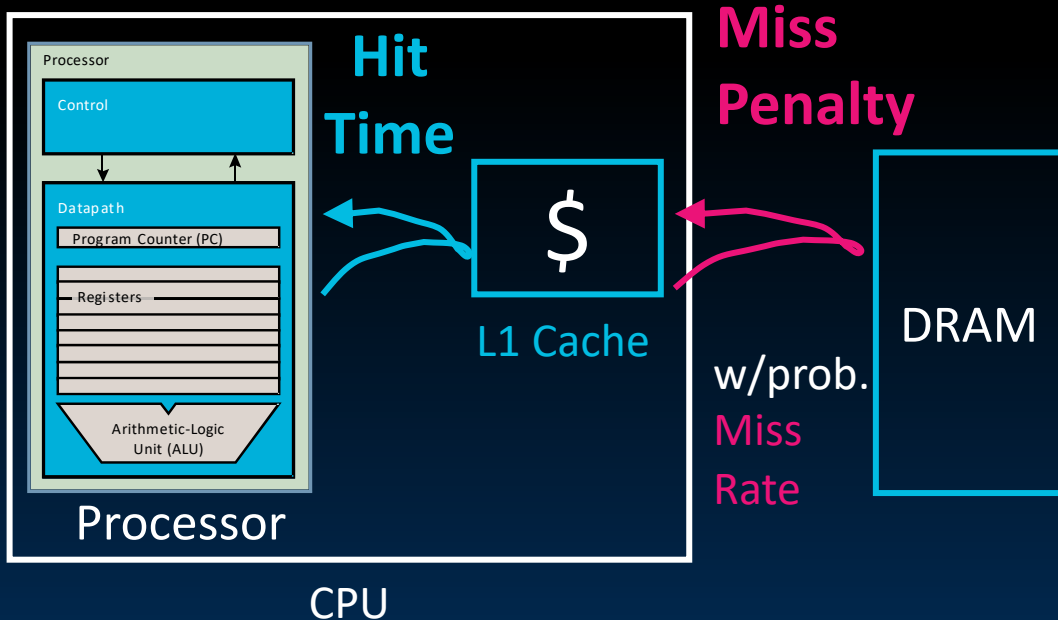 Processor
Control
Datapath
Program Counter (PC)
Registers
Arithmetic-Logic
Unit (ALU)
Processor
Hit
Time
$
L1 Cache
CPU
Miss
Penalty
w/prob.
Miss
Rate
DRAM